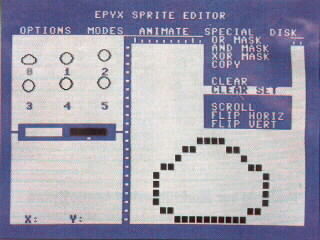 EPYX SPRITE EDITOR
OPTIONS MODES ANIMATE SPECIAL DISK
OR MASK
AND MASK
XOR MASK
COPY
CLEAR
CLEAR SET
SCROLL
FLIP HORIZ
FLIP VERT
0 1 2
3 4 5
X: Y: